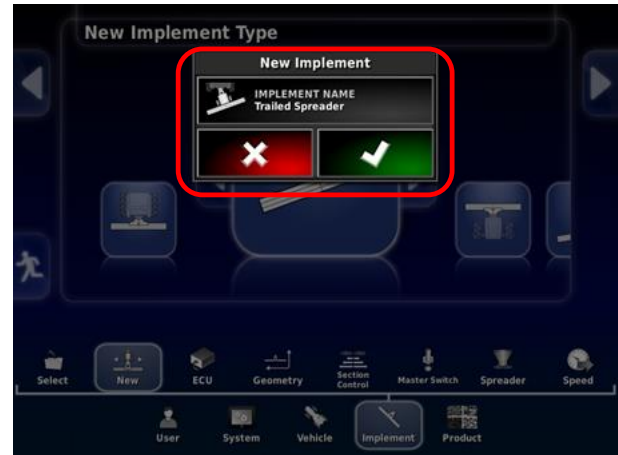 New Implement Type
New Implement
IMPLEMENT NAME
Trailed Spreader
Select
New
ECU
Geometry
Section
Control
Master Switch
Spreader
Speed
User
System
Vehicle
Implement
Product